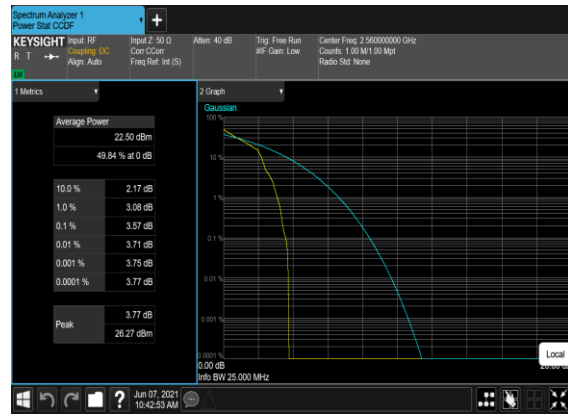 Spectrum Analyzer 1
Power Stat CCDF
KEYSIGHT
R T
LXI
Input: RF
Coupling: DC
Align: Auto
Input Z: 50 Ω
Corr CCorr
Freq Ref: Int (S)
Atten: 40 dB
Trig: Free Run
#IF Gain: Low
Center Freq: 2.560000000 GHz
Counts: 1.00 M/1.00 Mpt
Radio Std: None
1 Metrics
Average Power
22.50 dBm
49.84 % at 0 dB
10.0 % 2.17 dB
1.0 % 3.08 dB
0.1 % 3.57 dB
0.01 % 3.71 dB
0.001 % 3.75 dB
0.0001 % 3.77 dB
Peak
3.77 dB
26.27 dBm
2 Graph
Gaussian
100 %
10 %
1 %
0.1 %
0.01 %
0.001 %
0.0001 %
0.00 dB
Info BW 25.000 MHz
Local
?
Jun 07, 2021
10:42:53 AM